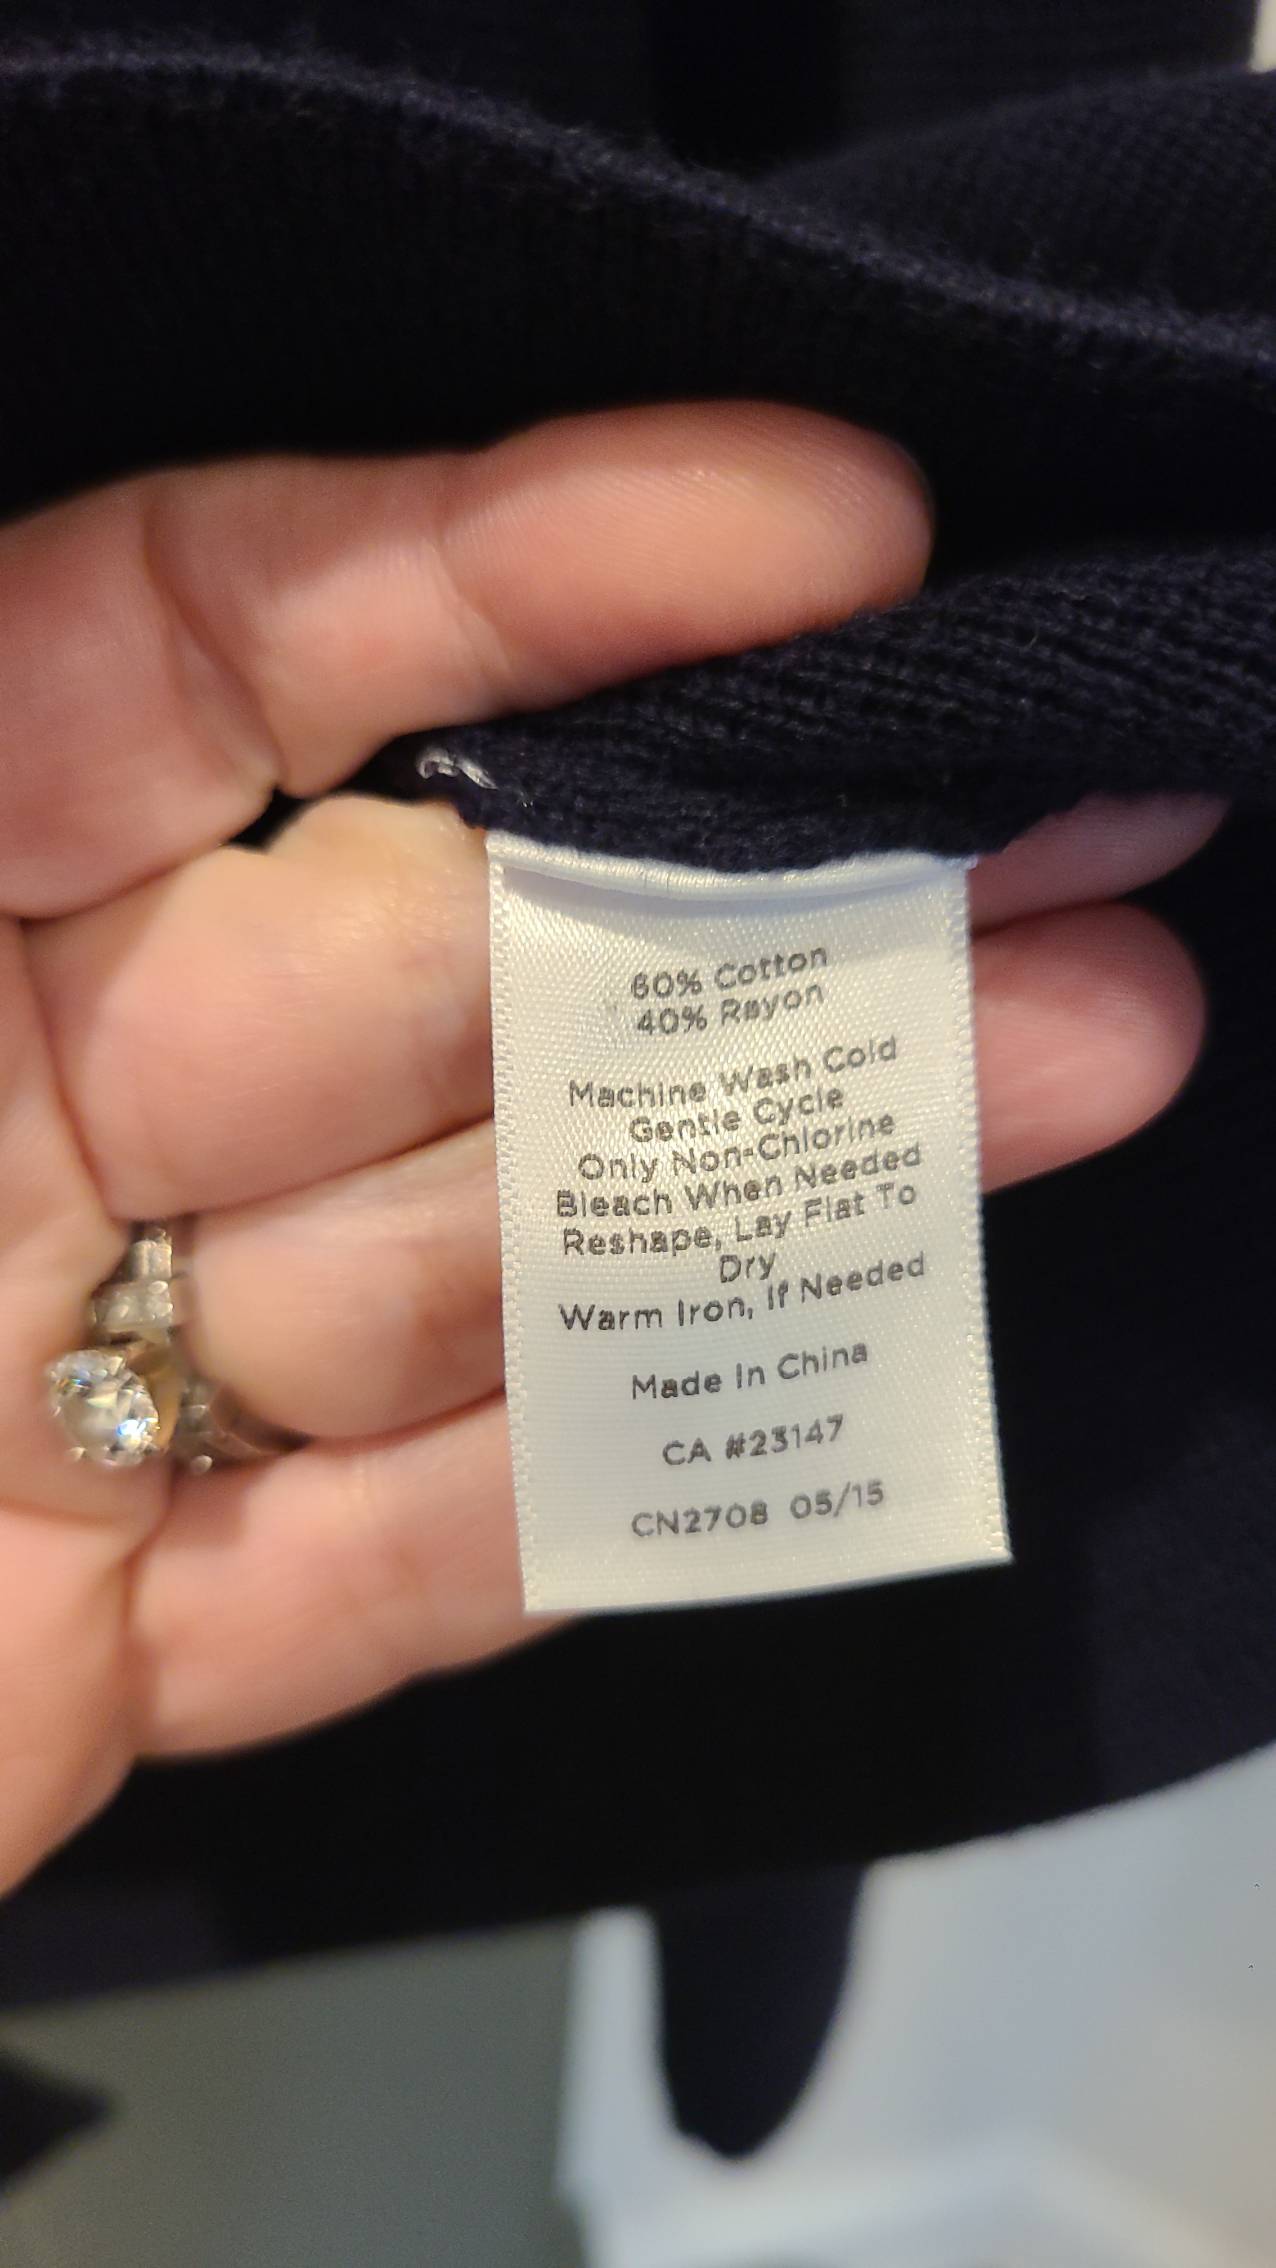 60% Cotton
40% Rayon
Machine Wash Cold
Gentle Cycle
Only Non-Chlorine
Bleach When Needed
Reshape, Lay Flat To
Dry
Warm Iron, If Needed
Made In China
CA #23147
CN2708 05/15